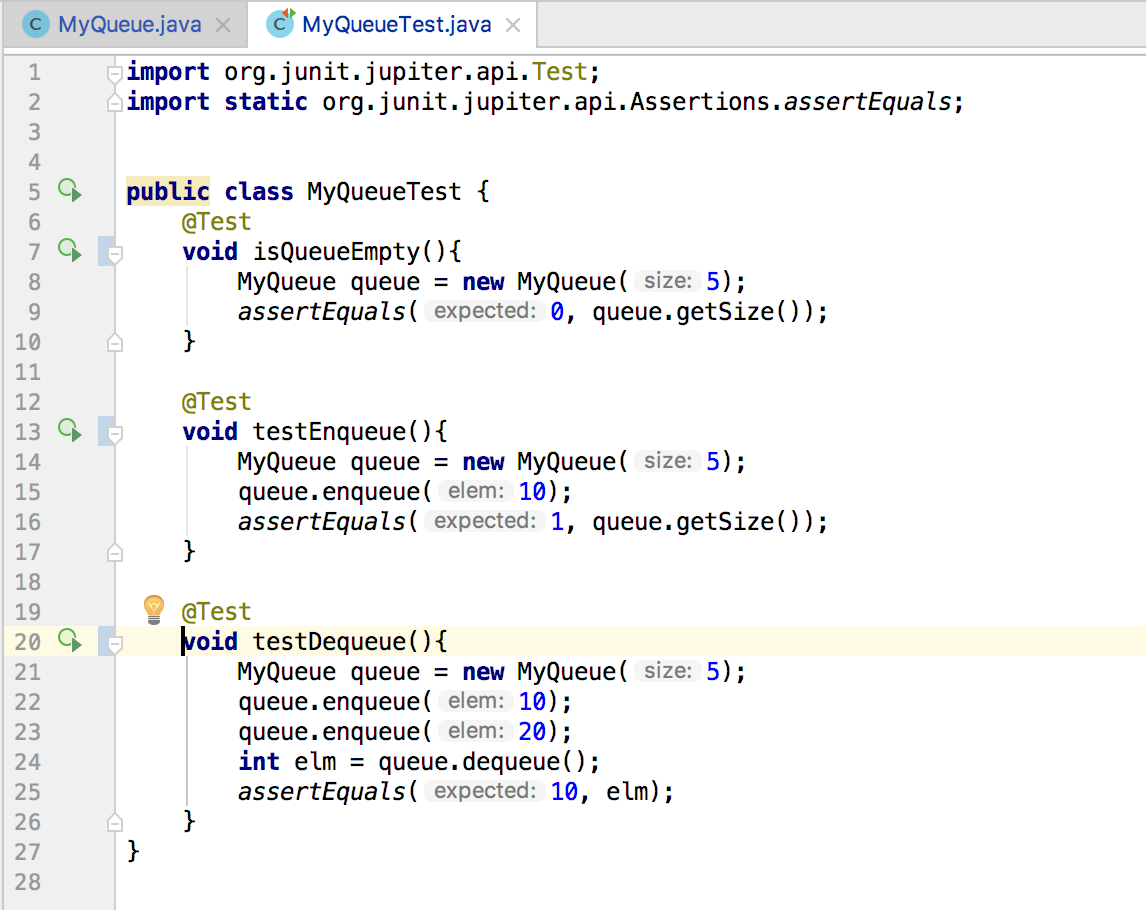 MyQueue.java MyQueueTest.java
1 import org.junit.jupiter.api.Test;
2 import static org.junit.jupiter.api.Assertions.assertEquals;
3
4
5 public class MyQueueTest {
6 @Test
7 void isQueueEmpty(){
8 MyQueue queue = new MyQueue( size: 5);
9 assertEquals( expected: 0, queue.getSize());
10 }
11
12 @Test
13 void testEnqueue(){
14 MyQueue queue = new MyQueue( size: 5);
15 queue.enqueue( elem: 10);
16 assertEquals( expected: 1, queue.getSize());
17 }
18
19 @Test
20 void testDequeue(){
21 MyQueue queue = new MyQueue( size: 5);
22 queue.enqueue( elem: 10);
23 queue.enqueue( elem: 20);
24 int elm = queue.dequeue();
25 assertEquals( expected: 10, elm);
26 }
27 }
28